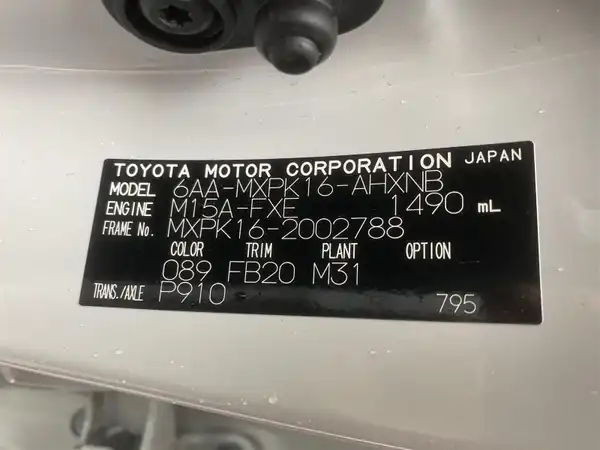 TOYOTA MOTOR CORPORATION JAPAN
MODEL 6AA-MXPK16-AHXNB
ENGINE M15A-FXE 1490 mL
FRAME No. MXPK16-2002788
COLOR TRIM PLANT OPTION
089 FB20 M31
TRANS./AXLE P910 795